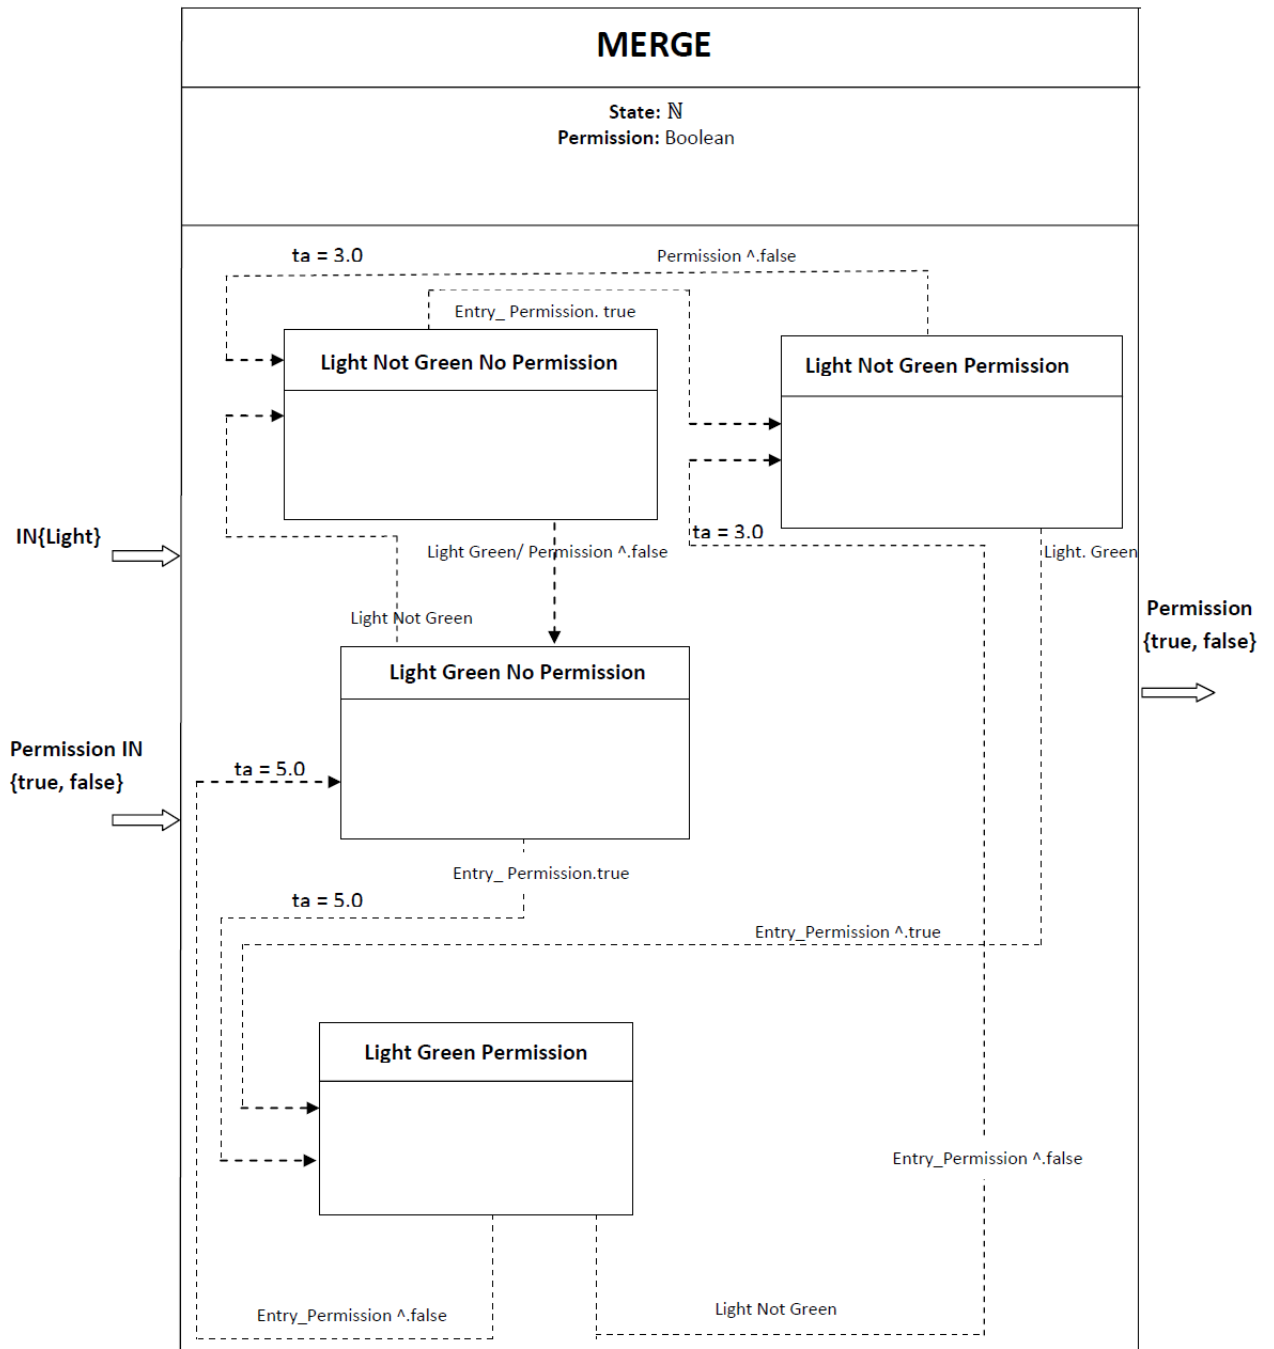 MERGE
State: ℕ
Permission: Boolean
ta = 3.0
Permission ^.false
Entry_ Permission. true
Light Not Green No Permission
Light Not Green Permission
IN{Light}
Light Green/ Permission ^.false
ta = 3.0
Light. Green
Light Not Green
Permission
{true, false}
Light Green No Permission
Permission IN
{true, false}
ta = 5.0
Entry_ Permission.true
ta = 5.0
Entry_Permission ^.true
Light Green Permission
Entry_Permission ^.false
Entry_Permission ^.false
Light Not Green